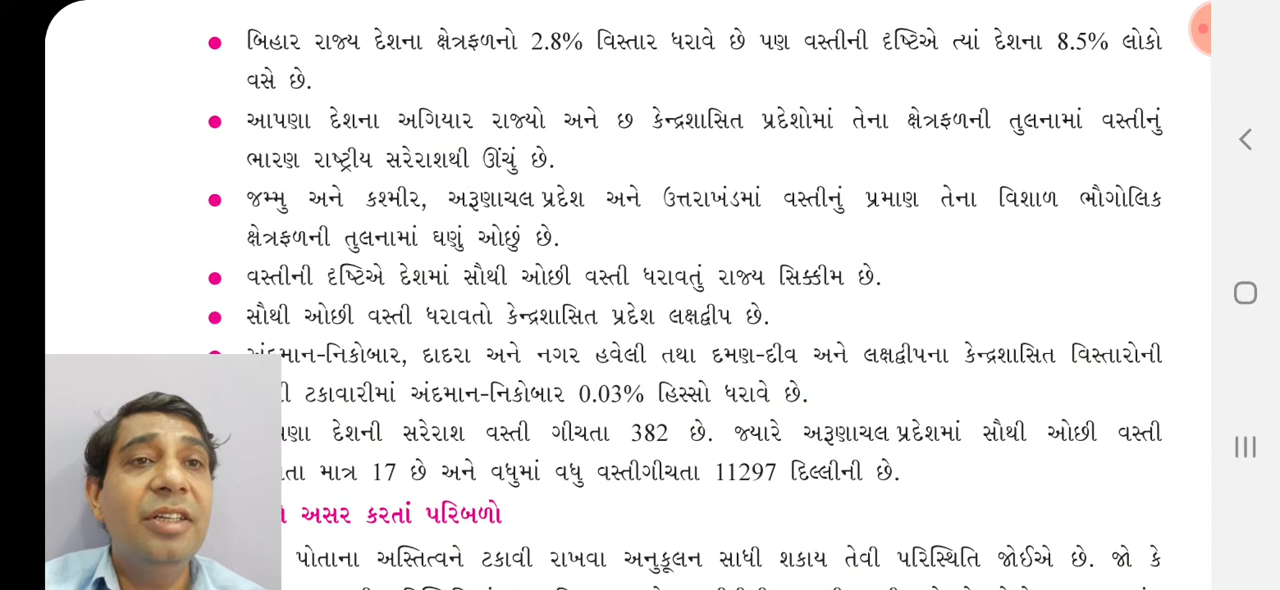 બિહાર રાજ્ય દેશના ક્ષેત્રફળનો 2.8% વિસ્તાર ધરાવે છે પણ વસ્તીની દૃષ્ટિએ ત્યાં દેશના 8.5% લોકો
વસે છે.
આપણા દેશના અગિયાર રાજ્યો અને છ કેન્દ્રશાસિત પ્રદેશોમાં તેના ક્ષેત્રફળની તુલનામાં વસ્તીનું
ભારણ રાષ્ટ્રીય સરેરાશથી ઊંચું છે.
જમ્મુ અને કશ્મીર, અરૂણાચલ પ્રદેશ અને ઉત્તરાખંડમાં વસ્તીનું પ્રમાણ તેના વિશાળ ભૌગોલિક
ક્ષેત્રફળની તુલનામાં ઘણું ઓછું છે.
વસ્તીની દૃષ્ટિએ દેશમાં સૌથી ઓછી વસ્તી ધરાવતું રાજ્ય સિક્કીમ છે.
સૌથી ઓછી વસ્તી ધરાવતો કેન્દ્રશાસિત પ્રદેશ લક્ષદ્વીપ છે.
અંદમાન-નિકોબાર, દાદરા અને નગર હવેલી તથા દમણ-દીવ અને લક્ષદ્વીપના કેન્દ્રશાસિત વિસ્તારોની
ટકાવારીમાં અંદમાન-નિકોબાર 0.03% હિસ્સો ધરાવે છે.
દેશની સરેરાશ વસ્તી ગીચતા 382 છે. જ્યારે અરૂણાચલ પ્રદેશમાં સૌથી ઓછી વસ્તી
માત્ર 17 છે અને વધુમાં વધુ વસ્તીગીચતા 11297 દિલ્લીની છે.
અસર કરતાં પરિબળો
પોતાના અસ્તિત્વને ટકાવી રાખવા અનુકૂલન સાધી શકાય તેવી પરિસ્થિતિ જોઈએ છે. જો કે